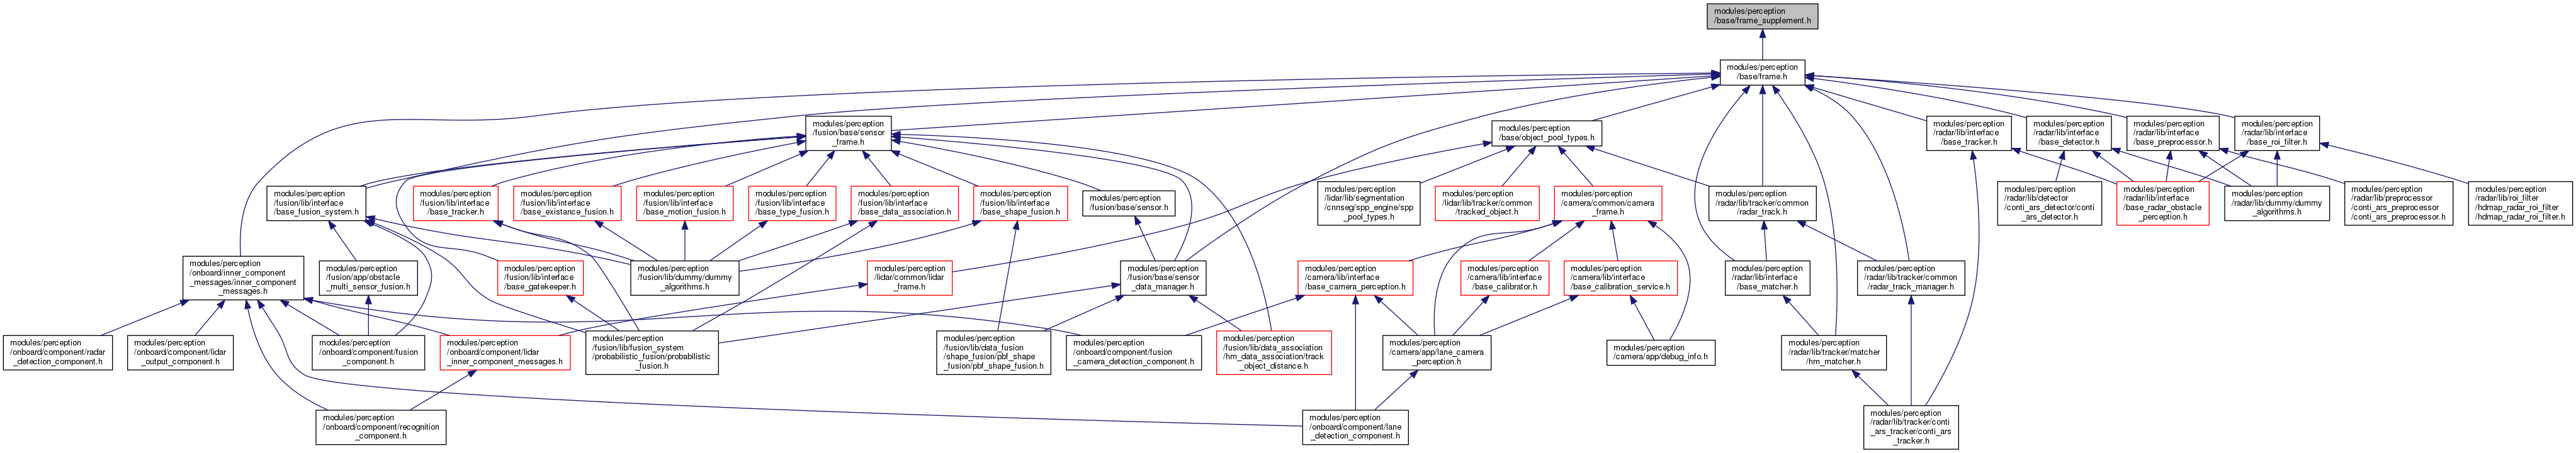 modules/perception
/base/frame_supplement.h
modules/perception
/base/frame.h
modules/perception
/fusion/base/sensor
_frame.h
modules/perception
/base/object_pool_types.h
modules/perception
/radar/lib/interface
/base_tracker.h
modules/perception
/radar/lib/interface
/base_detector.h
modules/perception
/radar/lib/interface
/base_preprocessor.h
modules/perception
/radar/lib/interface
/base_roi_filter.h
modules/perception
/fusion/lib/interface
/base_fusion_system.h
modules/perception
/fusion/lib/interface
/base_tracker.h
modules/perception
/fusion/lib/interface
/base_existance_fusion.h
modules/perception
/fusion/lib/interface
/base_motion_fusion.h
modules/perception
/fusion/lib/interface
/base_type_fusion.h
modules/perception
/fusion/lib/interface
/base_data_association.h
modules/perception
/fusion/lib/interface
/base_shape_fusion.h
modules/perception
/fusion/base/sensor.h
modules/perception
/lidar/lib/segmentation
/cnnseg/spp_engine/spp
_pool_types.h
modules/perception
/lidar/lib/tracker/common
/tracked_object.h
modules/perception
/camera/common/camera
_frame.h
modules/perception
/radar/lib/tracker/common
/radar_track.h
modules/perception
/radar/lib/detector
/conti_ars_detector/conti
_ars_detector.h
modules/perception
/radar/lib/interface
/base_radar_obstacle
_perception.h
modules/perception
/radar/lib/dummy/dummy
_algorithms.h
modules/perception
/radar/lib/preprocessor
/conti_ars_preprocessor
/conti_ars_preprocessor.h
modules/perception
/radar/lib/roi_filter
/hdmap_radar_roi_filter
/hdmap_radar_roi_filter.h
modules/perception
/onboard/inner_component
_messages/inner_component
_messages.h
modules/perception
/fusion/app/obstacle
_multi_sensor_fusion.h
modules/perception
/fusion/lib/interface
/base_gatekeeper.h
modules/perception
/fusion/lib/dummy/dummy
_algorithms.h
modules/perception
/lidar/common/lidar
_frame.h
modules/perception
/fusion/base/sensor
_data_manager.h
modules/perception
/camera/lib/interface
/base_camera_perception.h
modules/perception
/camera/lib/interface
/base_calibrator.h
modules/perception
/camera/lib/interface
/base_calibration_service.h
modules/perception
/radar/lib/interface
/base_matcher.h
modules/perception
/radar/lib/tracker/common
/radar_track_manager.h
modules/perception
/onboard/component/radar
_detection_component.h
modules/perception
/onboard/component/lidar
_output_component.h
modules/perception
/onboard/component/fusion
_component.h
modules/perception
/onboard/component/lidar
_inner_component_messages.h
modules/perception
/fusion/lib/fusion_system
/probabilistic_fusion/probabilistic
_fusion.h
modules/perception
/fusion/lib/data_fusion
/shape_fusion/pbf_shape
_fusion/pbf_shape_fusion.h
modules/perception
/onboard/component/fusion
_camera_detection_component.h
modules/perception
/fusion/lib/data_association
/hm_data_association/track
_object_distance.h
modules/perception
/camera/app/lane_camera
_perception.h
modules/perception
/camera/app/debug_info.h
modules/perception
/radar/lib/tracker/matcher
/hm_matcher.h
modules/perception
/onboard/component/recognition
_component.h
modules/perception
/onboard/component/lane
_detection_component.h
modules/perception
/radar/lib/tracker/conti
_ars_tracker/conti_ars
_tracker.h